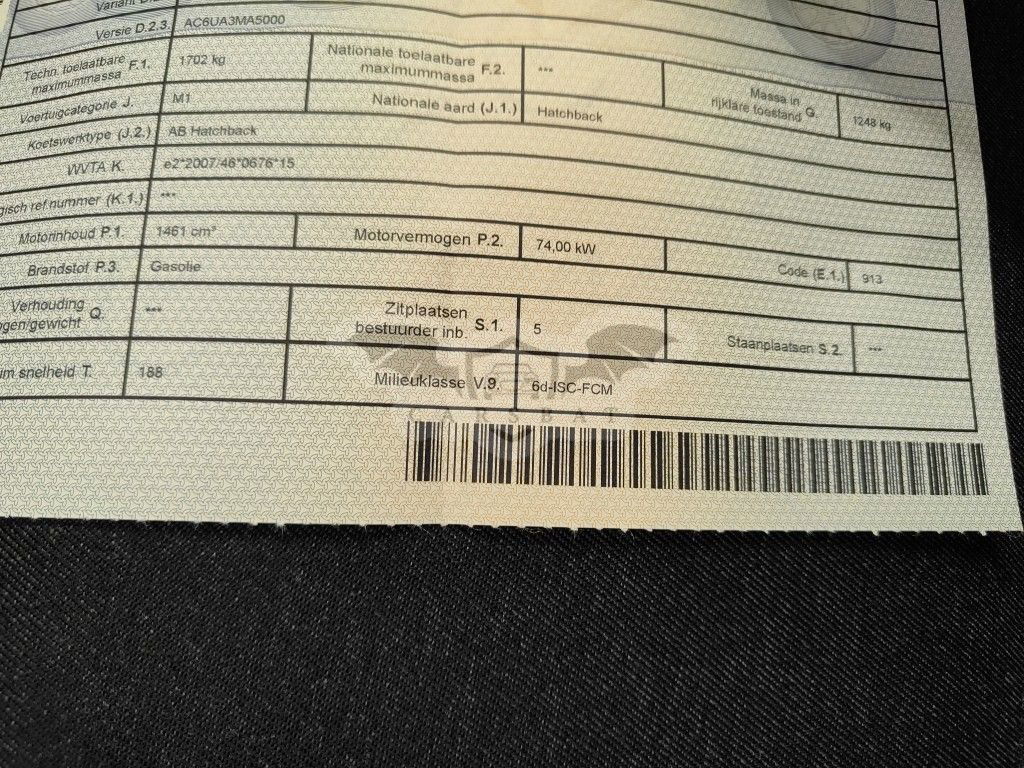 Variant
Versie D.2.3. AC6UA3MA5000
Techn. toelaatbare maximummassa F.1. 1702 kg
Nationale toelaatbare maximummassa F.2. ***
Massa in rijklare toestand G. 1248 kg
Voertuigcategorie J. M1
Nationale aard (J.1.) Hatchback
Koetswerktype (J.2.) AB Hatchback
WVTA K. e2*2007/46*0676*15
gisch ref.nummer (K.1.) ***
Motorinhoud P.1. 1461 cm³
Motorvermogen P.2. 74,00 kW
Code (E.1.) 913
Brandstof P.3. Gasolie
Verhouding
ogen/gewicht Q. ***
Zitplaatsen
bestuurder inb. S.1. 5
Staanplaatsen S.2. ***
im snelheid T. 188
Milieuklasse V.9. 6d-ISC-FCM
CARSBAT